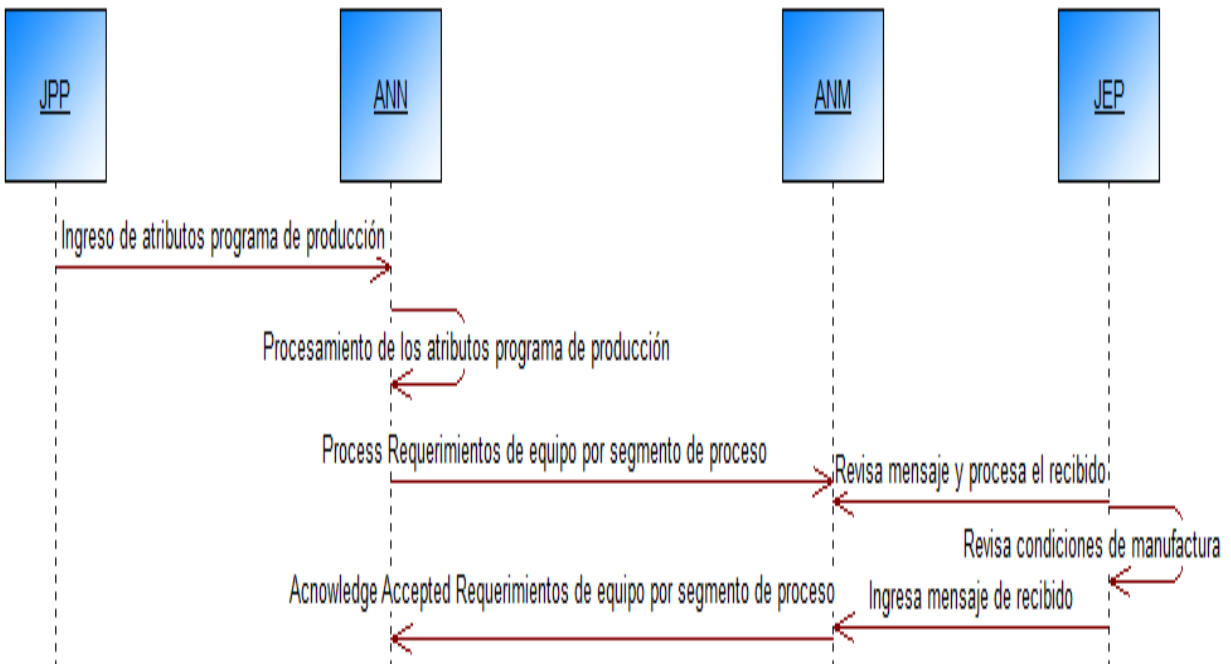 JPP
ANN
ANM
JEP
Ingreso de atributos programa de producción
Procesamiento de los atributos programa de producción
Process Requerimientos de equipo por segmento de proceso
Revisa mensaje y procesa el recibido
Revisa condiciones de manufactura
Acnowledge Accepted Requerimientos de equipo por segmento de proceso
Ingresa mensaje de recibido